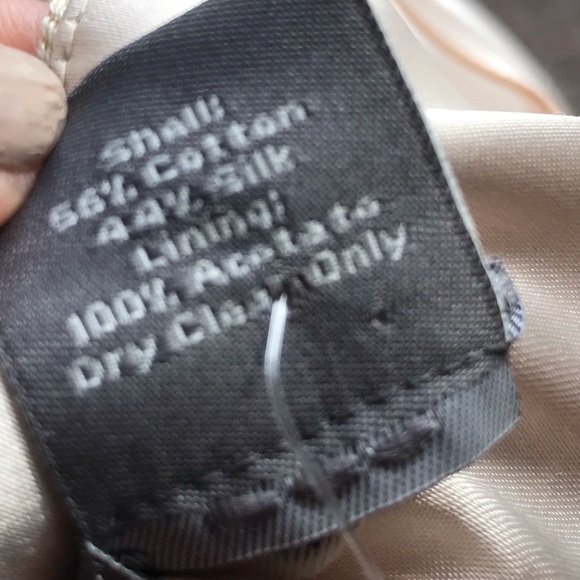 Shell:
56% Cotton
44% Silk
Lining:
100% Acetate
Dry Clean Only